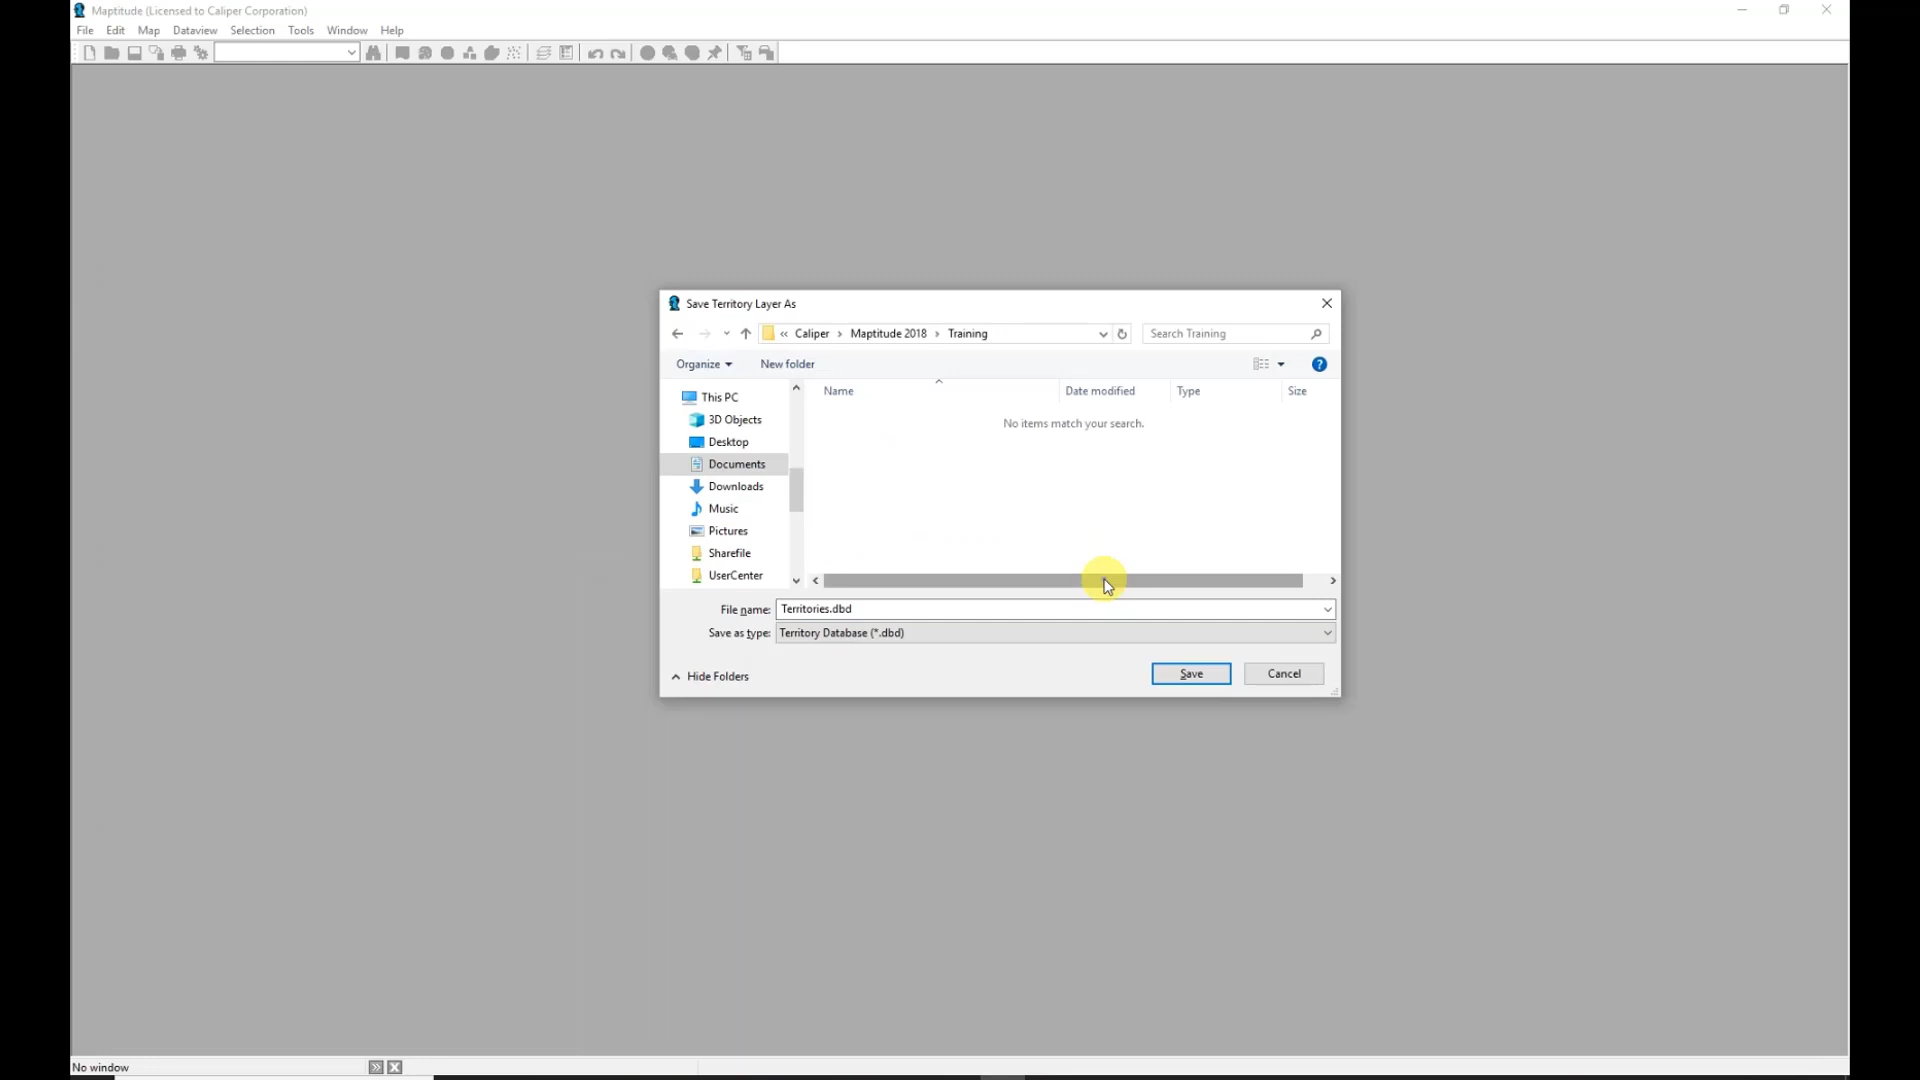 Maptitude (Licensed to Caliper Corporation)
File Edit Map Dataview Selection Tools Window Help
Save Territory Layer As
« Caliper › Maptitude 2018 › Training
Search Training
Organize New folder
This PC
3D Objects
Desktop
Documents
Downloads
Music
Pictures
Sharefile
UserCenter
Name Date modified Type Size
No items match your search.
File name: Territories.dbd
Save as type: Territory Database (*.dbd)
Hide Folders
Save Cancel
No window